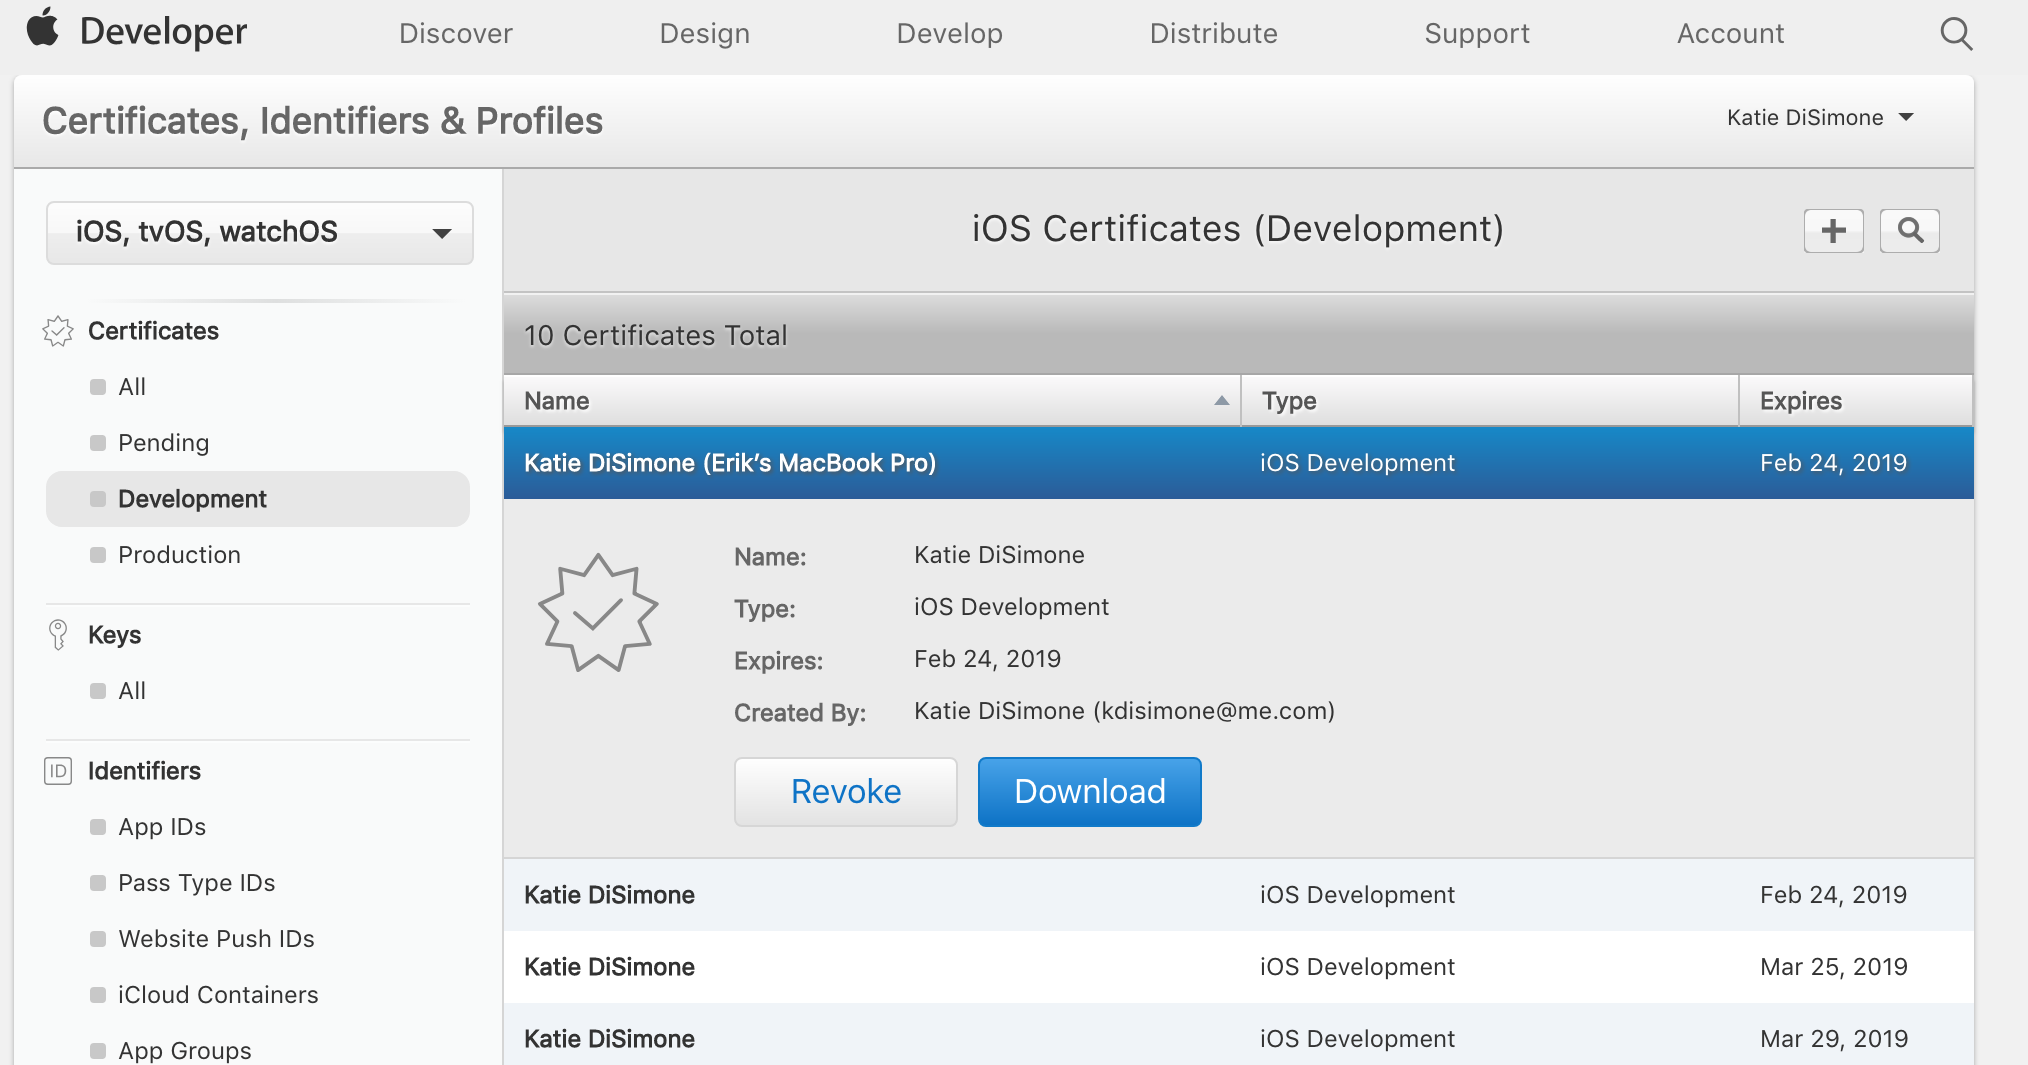 Developer
Discover
Design
Develop
Distribute
Support
Account
Certificates, Identifiers & Profiles
Katie DiSimone
iOS, tvOS, watchOS
Certificates
All
Pending
Development
Production
Keys
All
ID
Identifiers
App IDs
Pass Type IDs
Website Push IDs
iCloud Containers
App Groups
iOS Certificates (Development)
10 Certificates Total
Name Type Expires
Katie DiSimone (Erik’s MacBook Pro) iOS Development Feb 24, 2019
Name: Katie DiSimone
Type: iOS Development
Expires: Feb 24, 2019
Created By: Katie DiSimone (kdisimone@me.com)
Revoke Download
Katie DiSimone iOS Development Feb 24, 2019
Katie DiSimone iOS Development Mar 25, 2019
Katie DiSimone iOS Development Mar 29, 2019